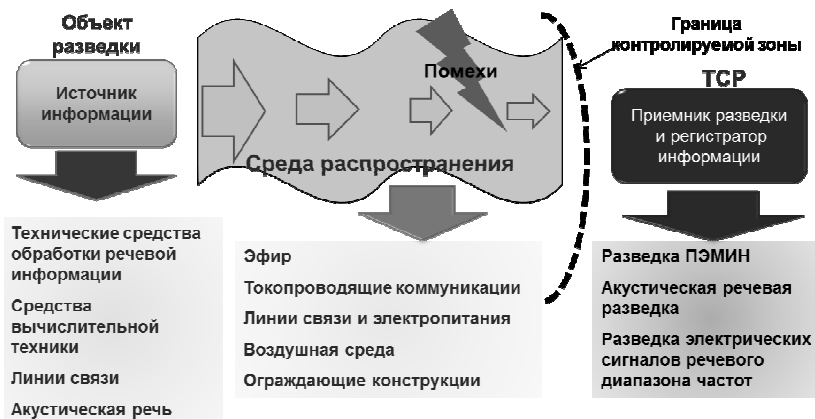 Объект
разведки
Источник
информации
Технические средства
обработки речевой
информации
Средства
вычислительной
техники
Линии связи
Акустическая речь
Помехи
Среда распространения
Эфир
Токопроводящие коммуникации
Линии связи и электропитания
Воздушная среда
Ограждающие конструкции
Граница
контролируемой зоны
ТСР
Приемник разведки
и регистратор
информации
Разведка ПЭМИН
Акустическая речевая
разведка
Разведка электрических
сигналов речевого
диапазона частот